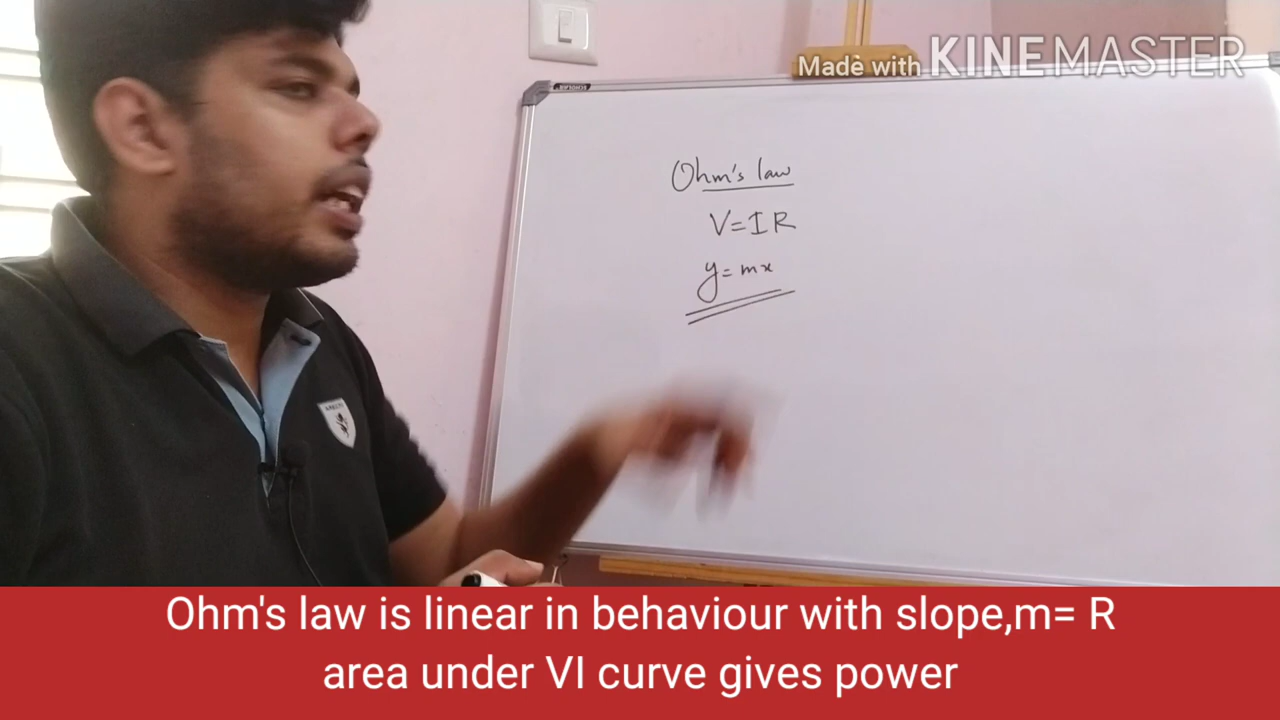 Made with KINEMASTER
Ohm's law
V=IR
y=mx
Ohm's law is linear in behaviour with slope,m= R
area under VI curve gives power